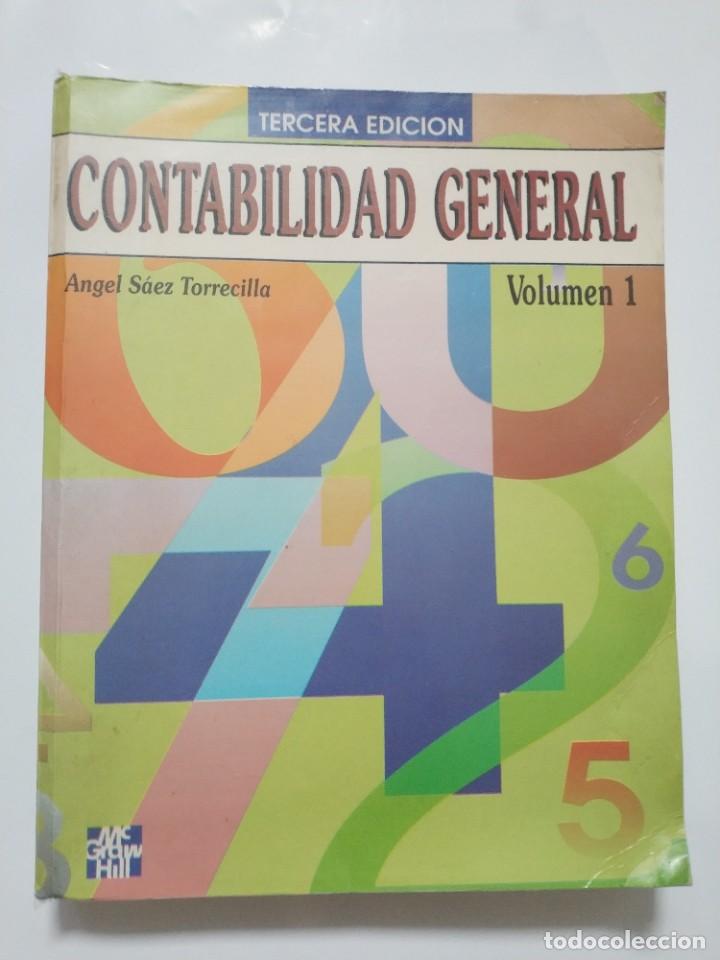 TERCERA EDICION
CONTABILIDAD GENERAL
Angel Sáez Torrecilla
Volumen 1
6
5
Mc
Graw
Hill
todocoleccion